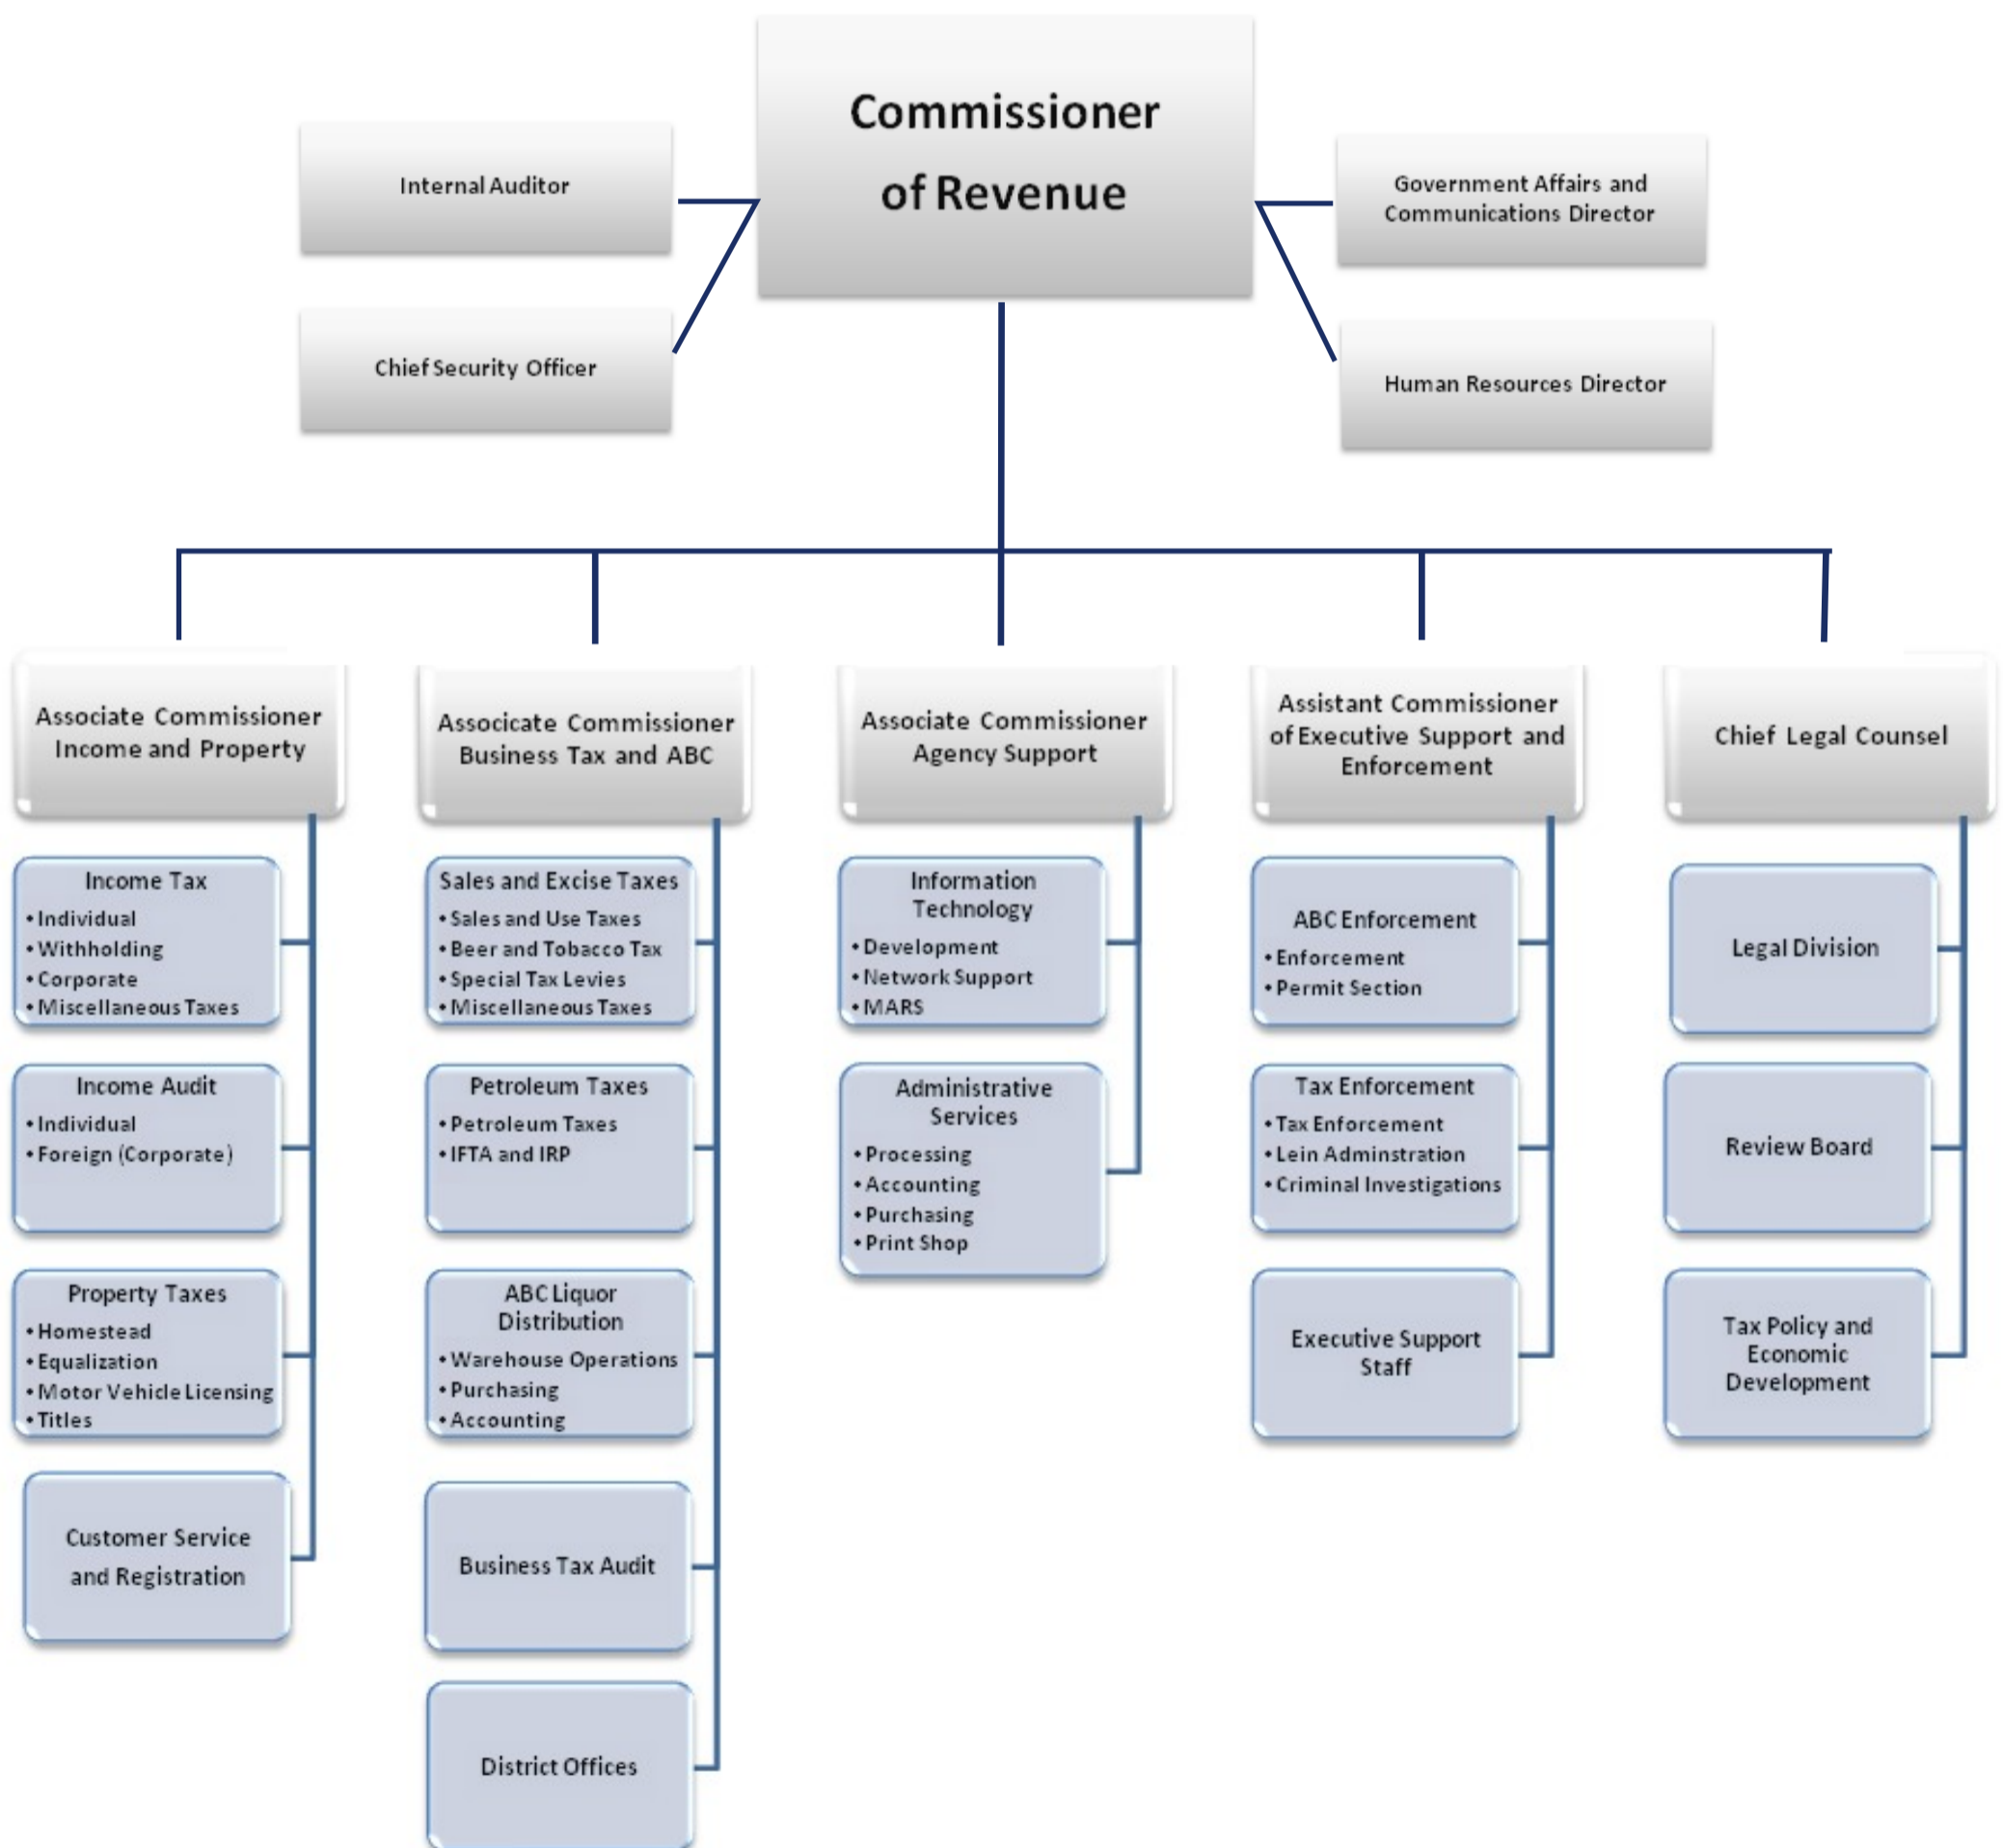 Commissioner
of Revenue
Internal Auditor
Government Affairs and
Communications Director
Chief Security Officer
Human Resources Director
Associate Commissioner
Income and Property
Income Tax
• Individual
• Withholding
• Corporate
• Miscellaneous Taxes
Income Audit
• Individual
• Foreign (Corporate)
Property Taxes
• Homestead
• Equalization
• Motor Vehicle Licensing
• Titles
Customer Service
and Registration
Associcate Commissioner
Business Tax and ABC
Sales and Excise Taxes
• Sales and Use Taxes
• Beer and Tobacco Tax
• Special Tax Levies
• Miscellaneous Taxes
Petroleum Taxes
• Petroleum Taxes
• IFTA and IRP
ABC Liquor
Distribution
• Warehouse Operations
• Purchasing
• Accounting
Business Tax Audit
District Offices
Associate Commissioner
Agency Support
Information
Technology
• Development
• Network Support
• MARS
Administrative
Services
• Processing
• Accounting
• Purchasing
• Print Shop
Assistant Commissioner
of Executive Support and
Enforcement
ABC Enforcement
• Enforcement
• Permit Section
Tax Enforcement
• Tax Enforcement
• Lein Adminstration
• Criminal Investigations
Executive Support
Staff
Chief Legal Counsel
Legal Division
Review Board
Tax Policy and
Economic
Development